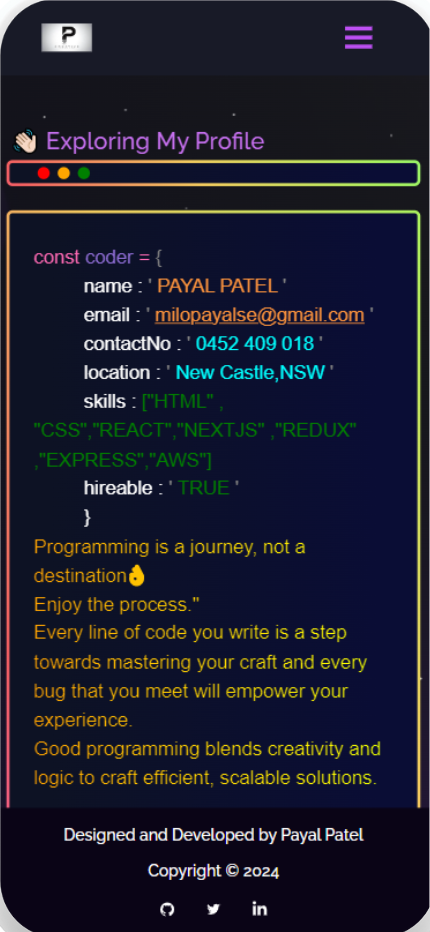 P
👋🏻 Exploring My Profile
const coder = {
name : ' PAYAL PATEL '
email : ' milopayalse@gmail.com '
contactNo : ' 0452 409 018 '
location : ' New Castle,NSW '
skills : ["HTML" ,
"CSS","REACT","NEXTJS" ,"REDUX"
,"EXPRESS","AWS"]
hireable : ' TRUE '
}
Programming is a journey, not a
destination👌
Enjoy the process."
Every line of code you write is a step
towards mastering your craft and every
bug that you meet will empower your
experience.
Good programming blends creativity and
logic to craft efficient, scalable solutions.
Designed and Developed by Payal Patel
Copyright © 2024
in